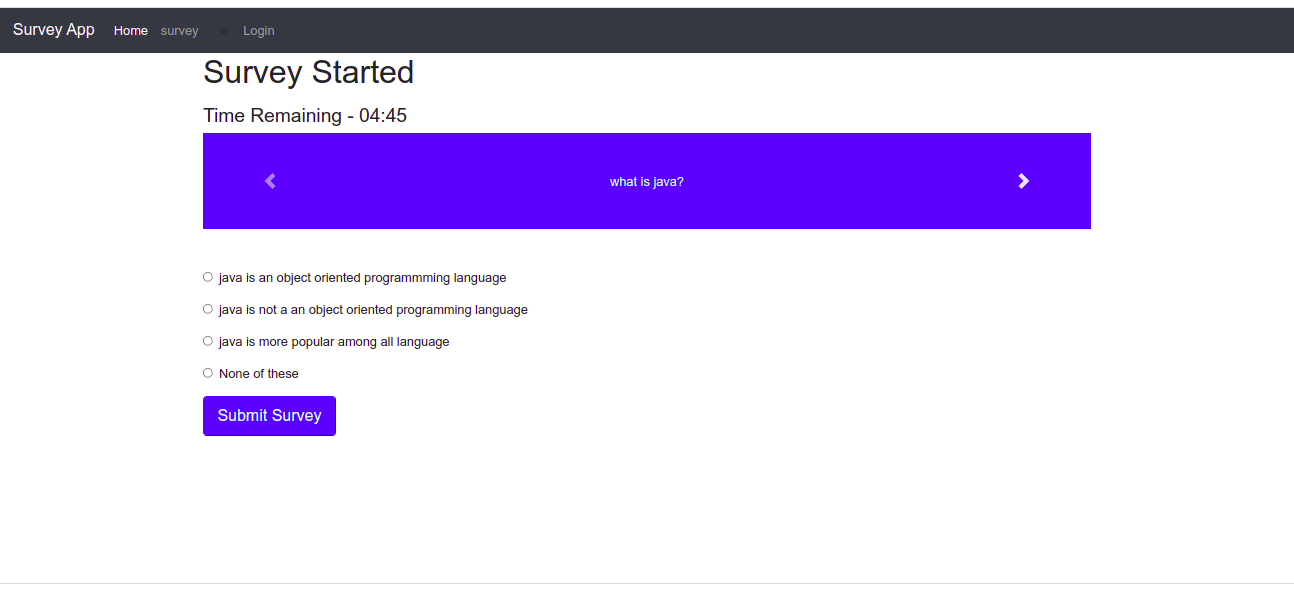 Survey App Home survey Login
Survey Started
Time Remaining - 04:45
what is java?
java is an object oriented programmming language
java is not a an object oriented programming language
java is more popular among all language
None of these
Submit Survey